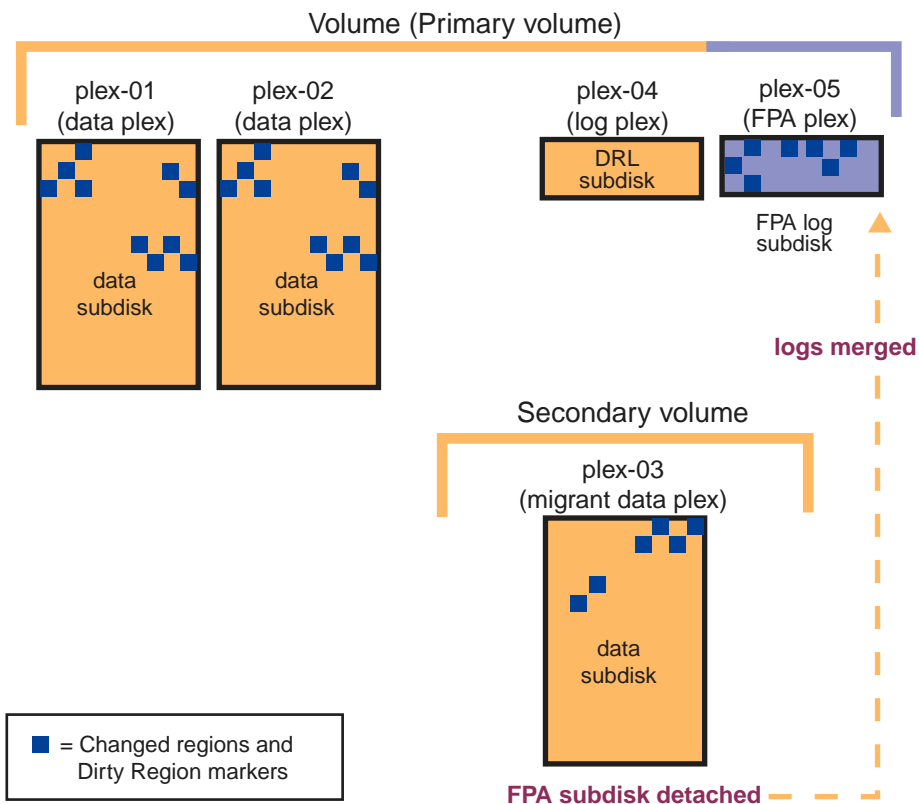 Volume (Primary volume)
plex-01
(data plex)
plex-02
(data plex)
plex-04
(log plex)
plex-05
(FPA plex)
data
subdisk
data
subdisk
DRL
subdisk
FPA log
subdisk
logs merged
Secondary volume
plex-03
(migrant data plex)
data
subdisk
= Changed regions and
Dirty Region markers
FPA subdisk detached